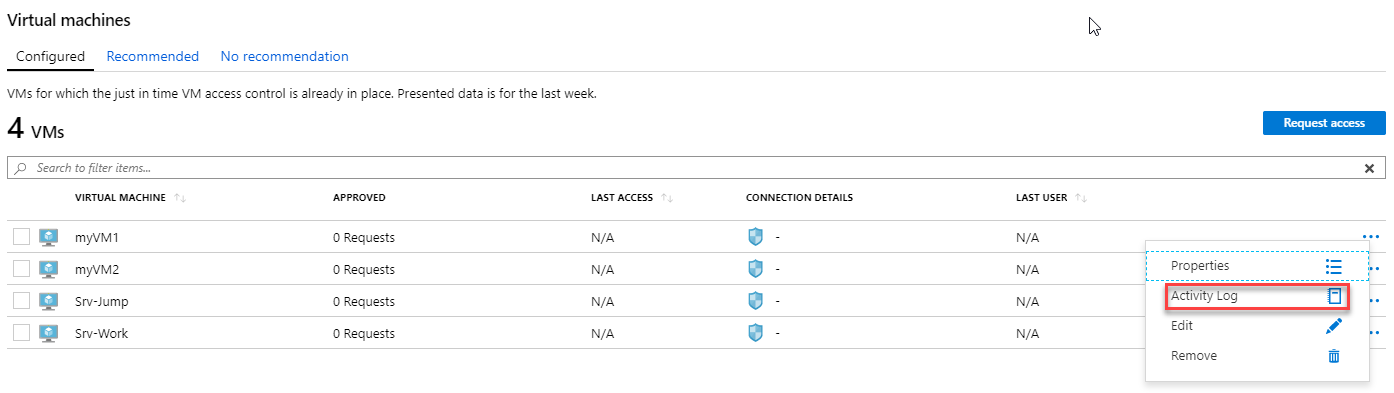 Virtual machines
Configured Recommended No recommendation
VMs for which the just in time VM access control is already in place. Presented data is for the last week.
4 VMs
Request access
Search to filter items...
VIRTUAL MACHINE APPROVED LAST ACCESS CONNECTION DETAILS LAST USER
myVM1 0 Requests N/A - N/A
myVM2 0 Requests N/A - N/A
Srv-Jump 0 Requests N/A - N/A
Srv-Work 0 Requests N/A - N/A
Properties
Activity Log
Edit
Remove